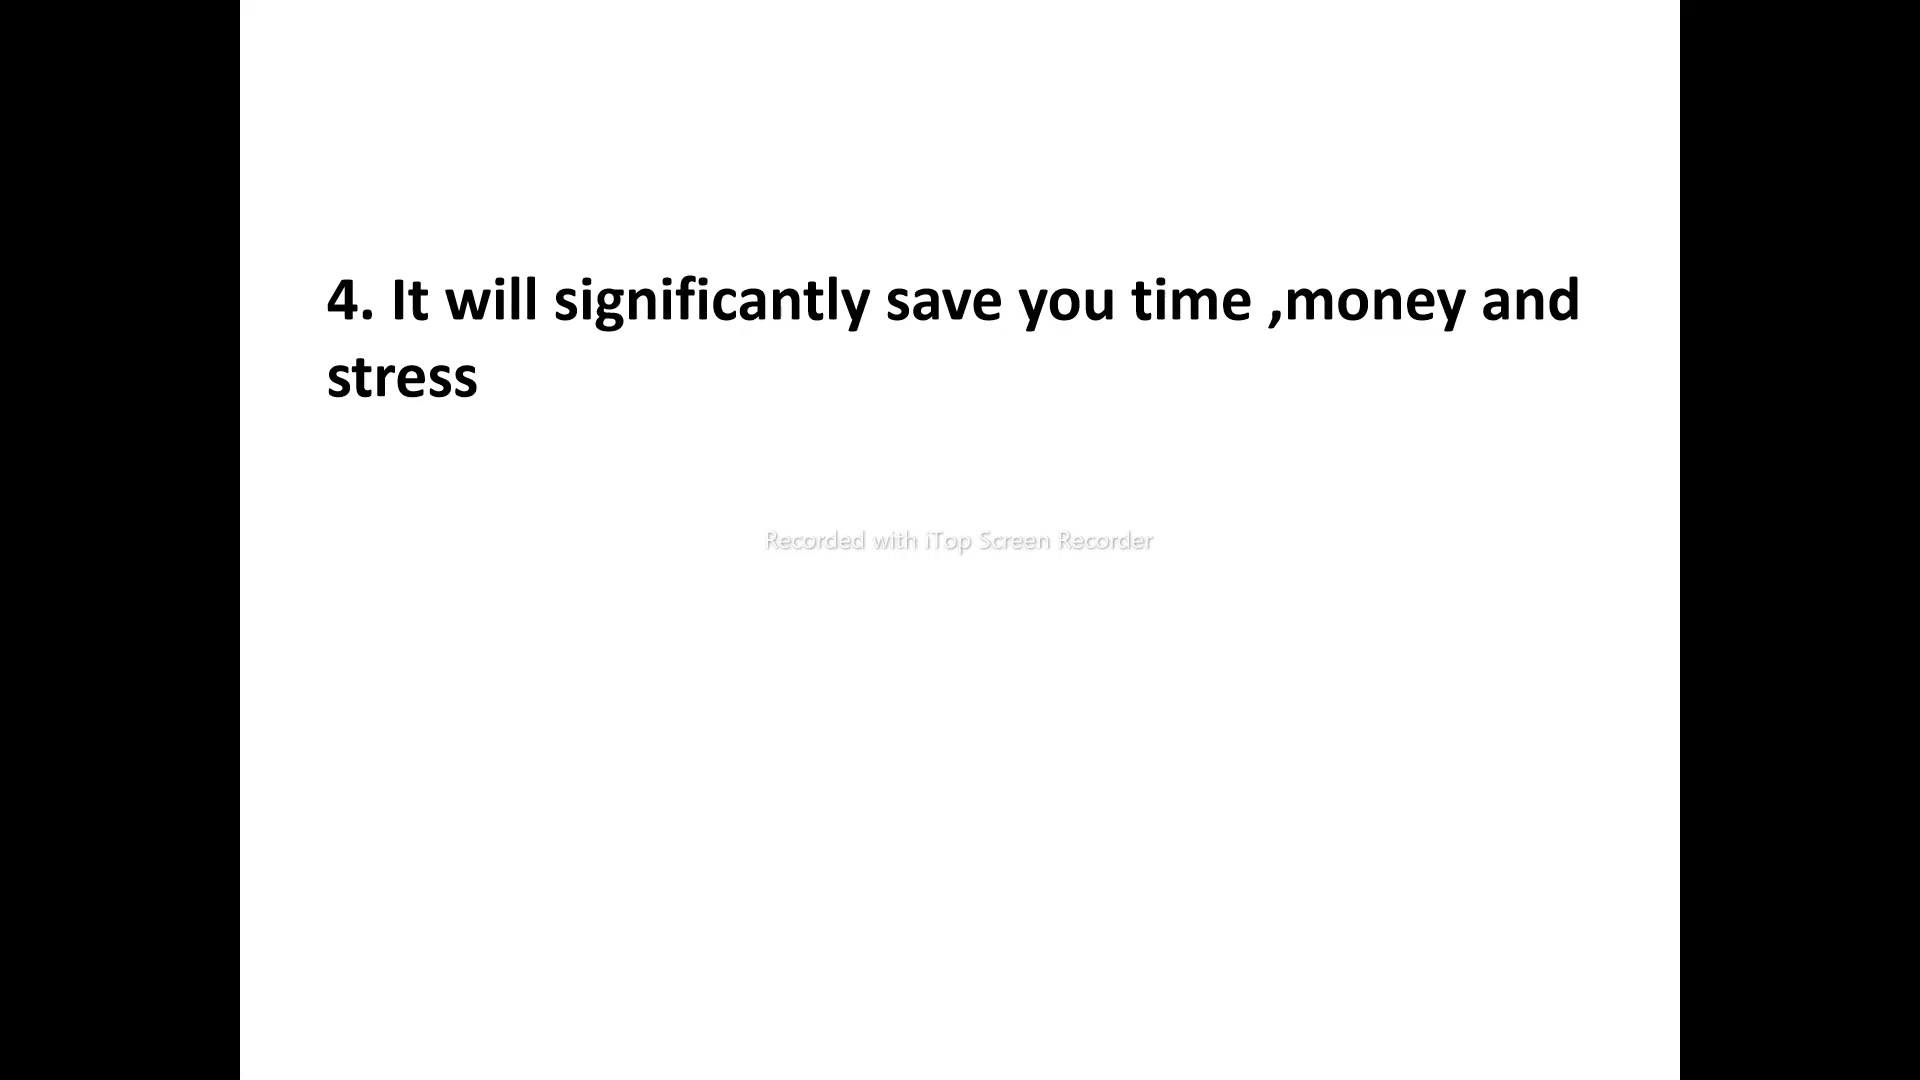 4. It will significantly save you time ,money and
stress
Recorded with iTop Screen Recorder